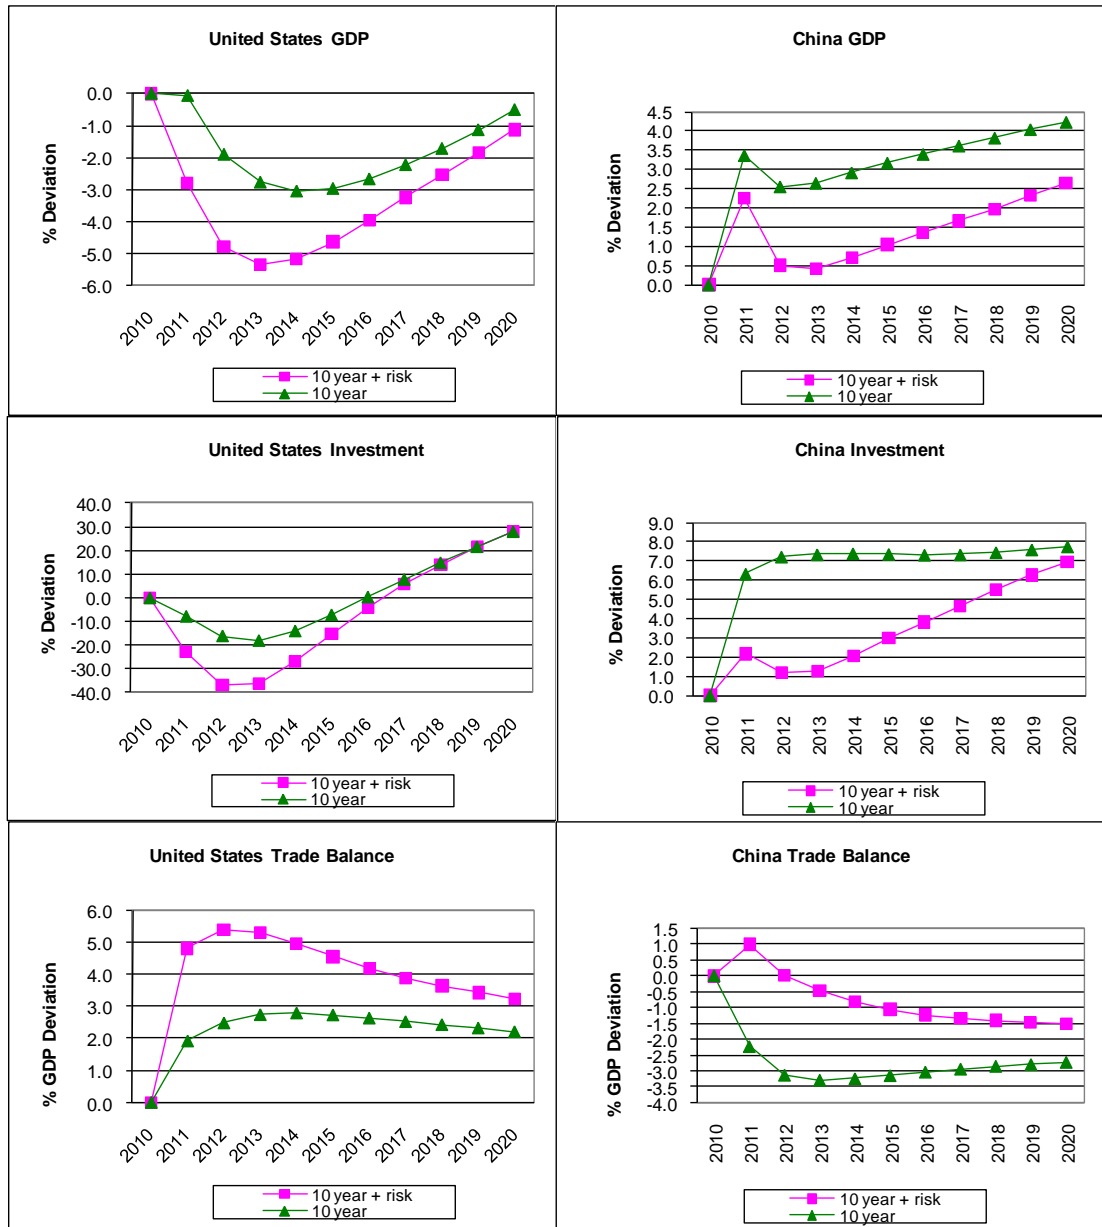 United States GDP
% Deviation
0.0
-1.0
-2.0
-3.0
-4.0
-5.0
-6.0
2010 2011 2012 2013 2014 2015 2016 2017 2018 2019 2020
10 year + risk
10 year
China GDP
% Deviation
4.5
4.0
3.5
3.0
2.5
2.0
1.5
1.0
0.5
0.0
2010 2011 2012 2013 2014 2015 2016 2017 2018 2019 2020
10 year + risk
10 year
United States Investment
% Deviation
40.0
30.0
20.0
10.0
0.0
-10.0
-20.0
-30.0
-40.0
2010 2011 2012 2013 2014 2015 2016 2017 2018 2019 2020
10 year + risk
10 year
China Investment
% Deviation
9.0
8.0
7.0
6.0
5.0
4.0
3.0
2.0
1.0
0.0
2010 2011 2012 2013 2014 2015 2016 2017 2018 2019 2020
10 year + risk
10 year
United States Trade Balance
% GDP Deviation
6.0
5.0
4.0
3.0
2.0
1.0
0.0
2010 2011 2012 2013 2014 2015 2016 2017 2018 2019 2020
10 year + risk
10 year
China Trade Balance
% GDP Deviation
1.5
1.0
0.5
0.0
-0.5
-1.0
-1.5
-2.0
-2.5
-3.0
-3.5
-4.0
2010 2011 2012 2013 2014 2015 2016 2017 2018 2019 2020
10 year + risk
10 year